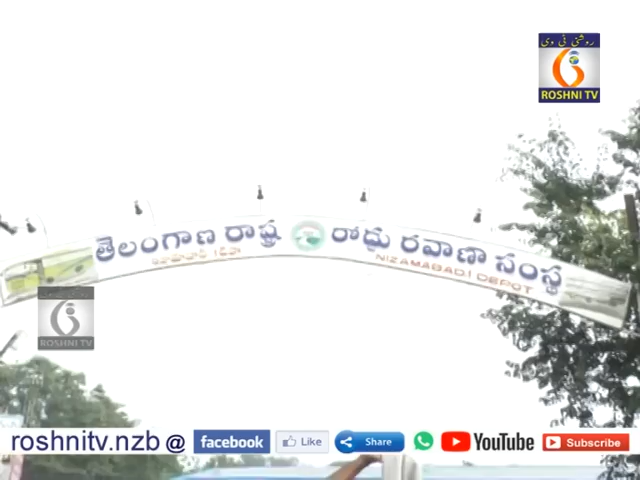 روشنی ٹی وی
ROSHNI TV
తెలంగాణ రాష్ట్ర రోడ్డు రవాణా సంస్థ
NIZAMABAD.I DEPOT
ROSHNI TV
roshnitv.nzb @ facebook Like Share YouTube Subscribe